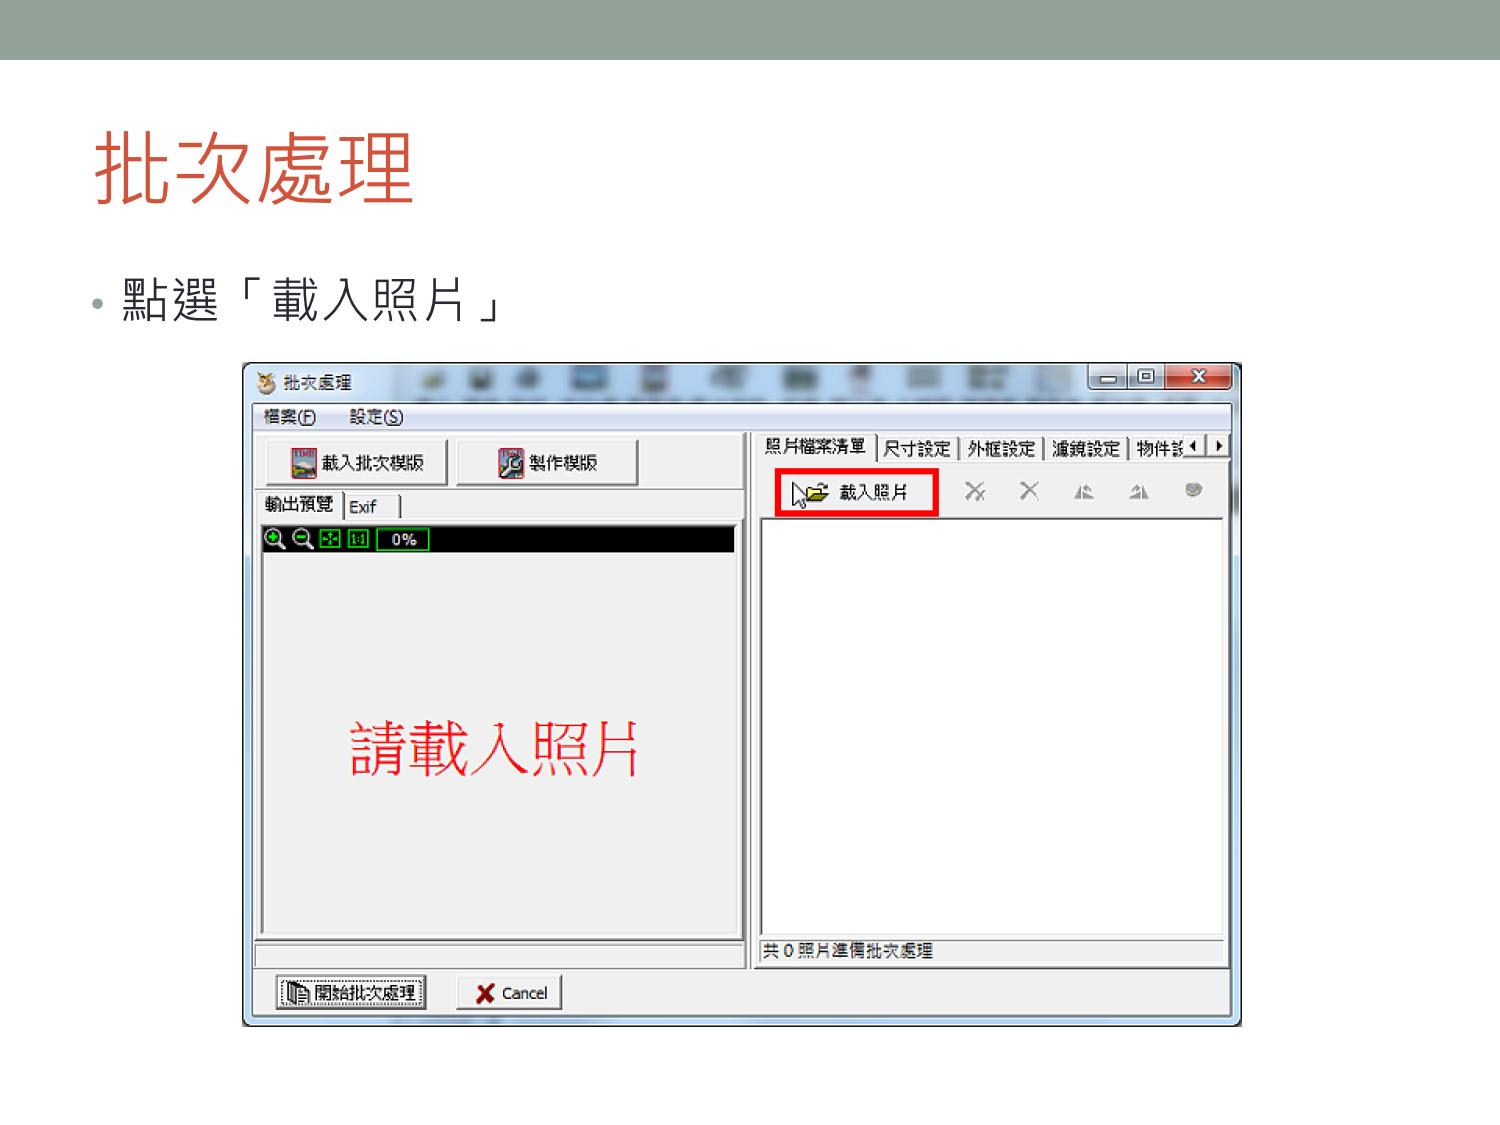 批次處理
• 點選「載入照片」
批次處理
檔案(F) 設定(S)
載入批次模版 製作模版
照片檔案清單 尺寸設定 外框設定 濾鏡設定 物件設
載入照片
輸出預覽 Exif
1:1 0%
請載入照片
共 0 照片準備批次處理
開始批次處理 Cancel